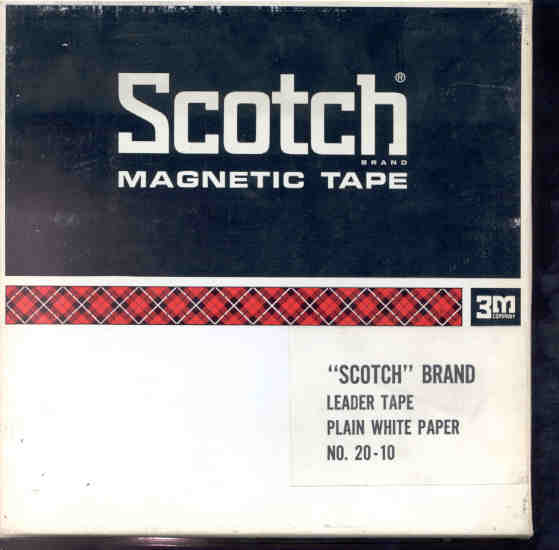 Scotch®
BRAND
MAGNETIC TAPE
3M
COMPANY
“SCOTCH” BRAND
LEADER TAPE
PLAIN WHITE PAPER
NO. 20-10